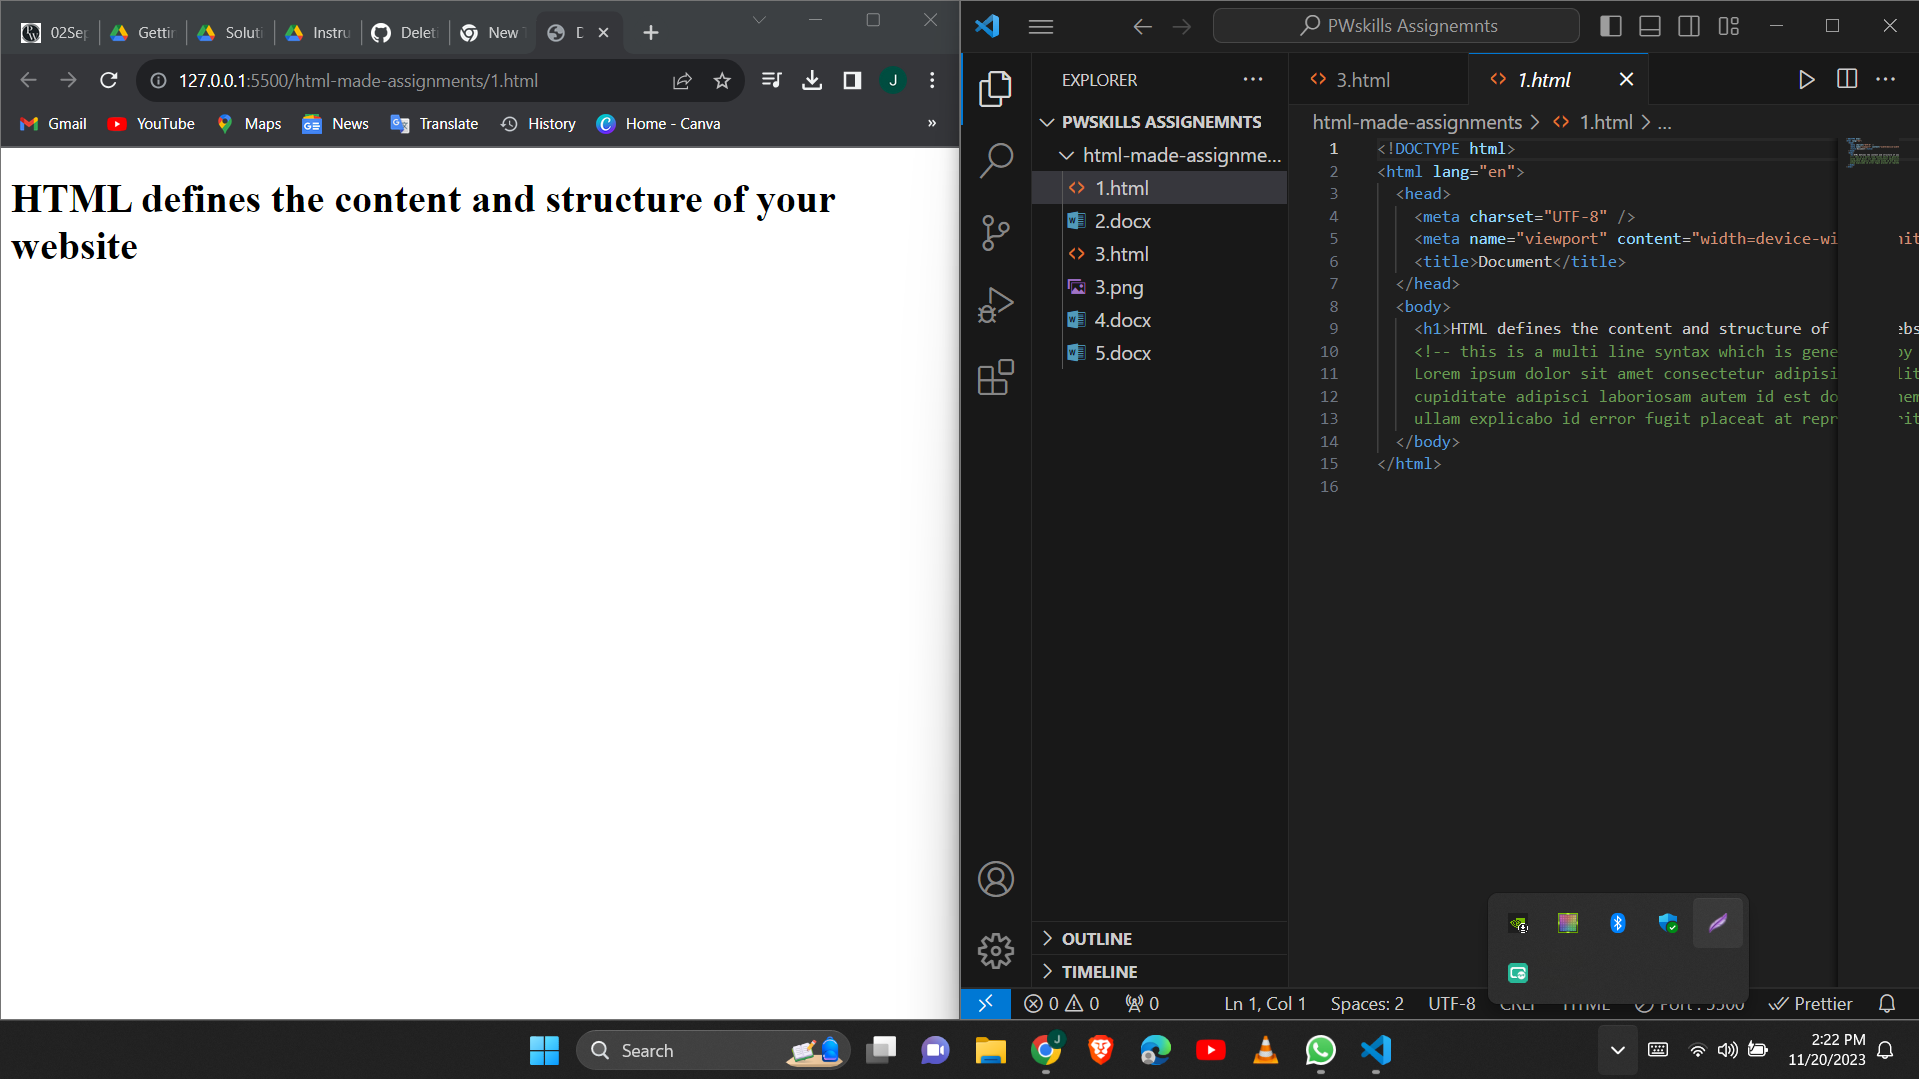 02Sep
Gettin
Soluti
Instru
Deleti
New T
D
127.0.0.1:5500/html-made-assignments/1.html
J
Gmail
YouTube
Maps
News
Translate
History
Home - Canva
»
HTML defines the content and structure of your
website
PWskills Assignemnts
EXPLORER
PWSKILLS ASSIGNEMNTS
html-made-assignme...
1.html
2.docx
3.html
3.png
4.docx
5.docx
OUTLINE
TIMELINE
3.html
1.html
html-made-assignments > 1.html > ...
1 <!DOCTYPE html>
2 <html lang="en">
3 <head>
4 <meta charset="UTF-8" />
5 <meta name="viewport" content="width=device-wi
6 <title>Document</title>
7 </head>
8 <body>
9 <h1>HTML defines the content and structure of
10 <!-- this is a multi line syntax which is gene by
11 Lorem ipsum dolor sit amet consectetur adipisi
12 cupiditate adipisci laboriosam autem id est do
13 ullam explicabo id error fugit placeat at repr
14 </body>
15 </html>
16
0 0 0 Ln 1, Col 1 Spaces: 2 UTF-8 CRLF HTML Port : 5500 Prettier
Search
J
2:22 PM
11/20/2023